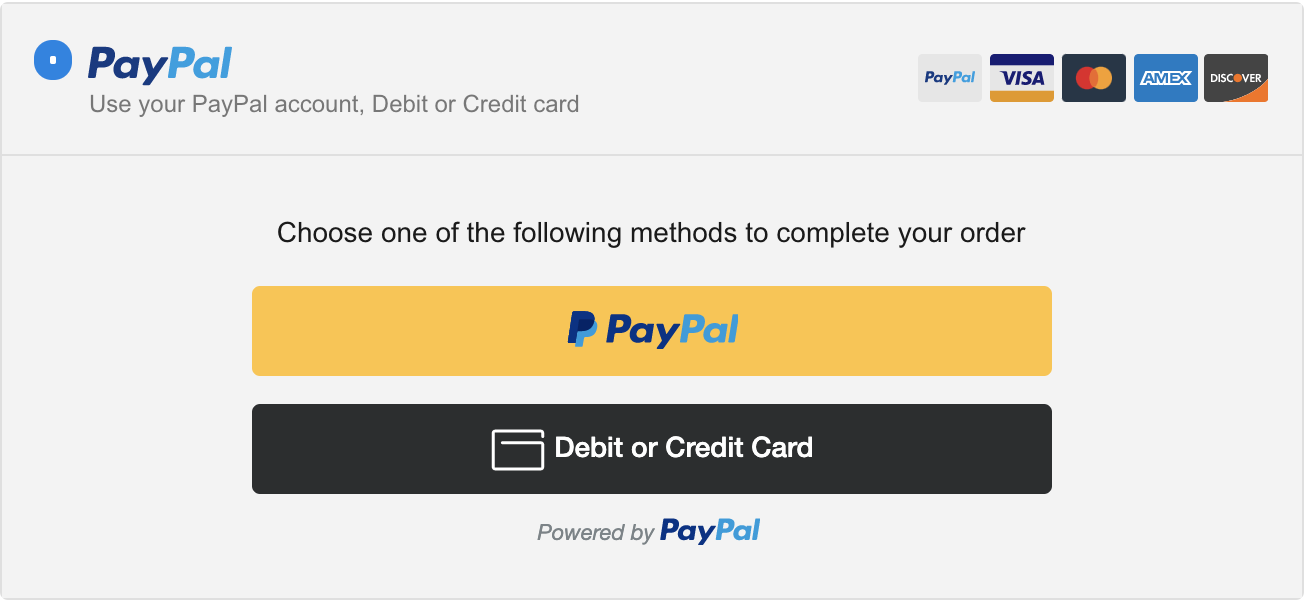 PayPal
Use your PayPal account, Debit or Credit card
PayPal VISA AMEX DISCOVER
Choose one of the following methods to complete your order
PayPal
Debit or Credit Card
Powered by PayPal